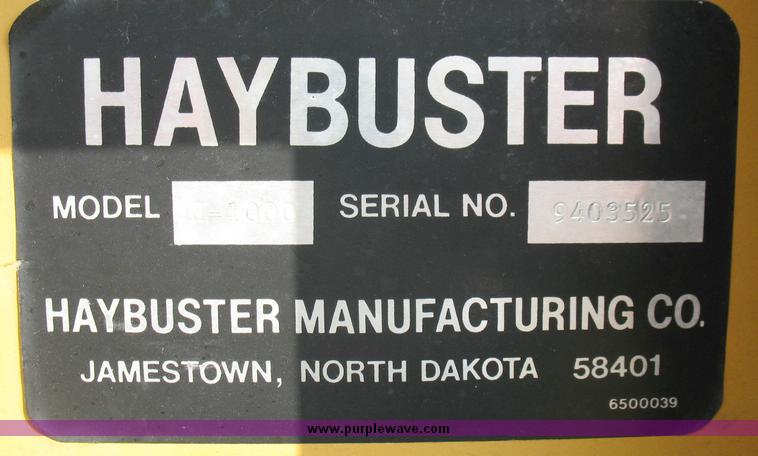 HAYBUSTER
MODEL H-1000 SERIAL NO. 9403525
HAYBUSTER MANUFACTURING CO.
JAMESTOWN, NORTH DAKOTA 58401
6500039
www.purplewave.com